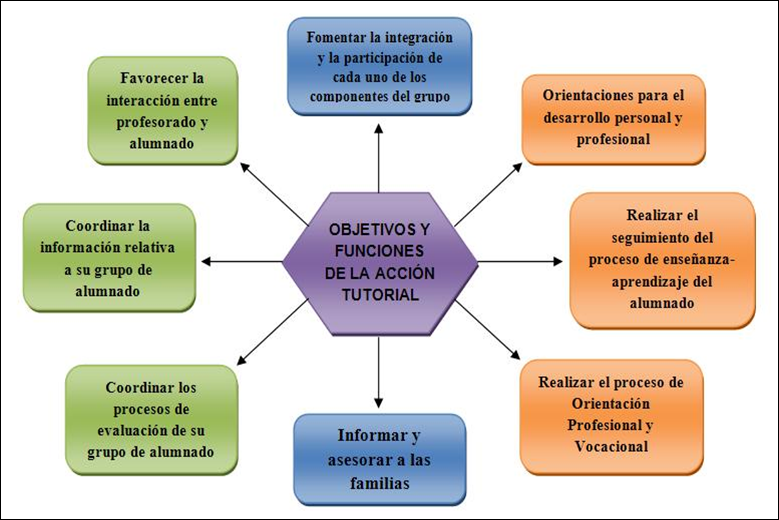 Fomentar la integración
y la participación de
cada uno de los
componentes del grupo
Favorecer la
interacción entre
profesorado y
alumnado
Orientaciones para el
desarrollo personal y
profesional
Coordinar la
información relativa
a su grupo de
alumnado
OBJETIVOS Y
FUNCIONES
DE LA ACCIÓN
TUTORIAL
Realizar el
seguimiento del
proceso de enseñanza-
aprendizaje del
alumnado
Coordinar los
procesos de
evaluación de su
grupo de alumnado
Informar y
asesorar a las
familias
Realizar el proceso de
Orientación
Profesional y
Vocacional